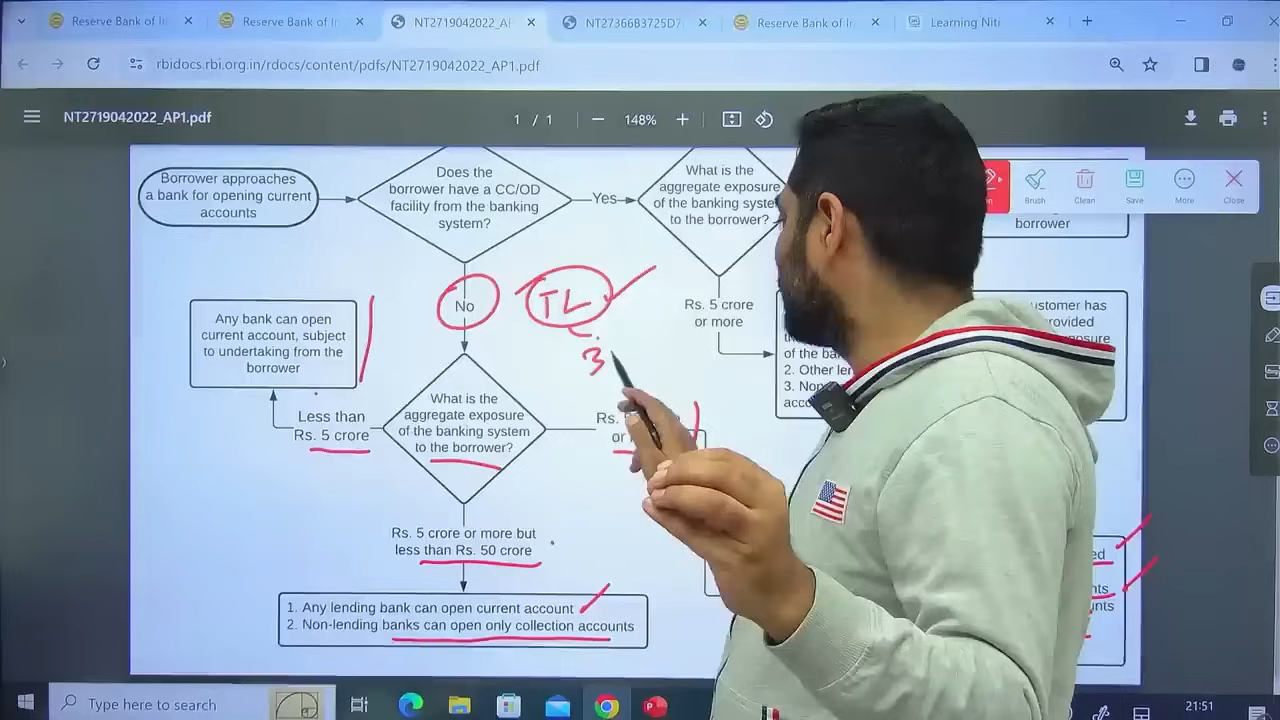 Reserve Bank of In
Reserve Bank of In
NT2719042022_AP
NT27366B3725D7
Reserve Bank of In
Learning Niti
rbidocs.rbi.org.in/rdocs/content/pdfs/NT2719042022_AP1.pdf
NT2719042022_AP1.pdf
1 / 1
148%
Brush
Clean
Save
More
Close
Borrower approaches
a bank for opening current
accounts
Does the
borrower have a CC/OD
facility from the banking
system?
Yes
What is the
aggregate exposure
of the banking syste
to the borrower?
borrower
No
TL
3
Rs. 5 crore
or more
ustomer has
provided
osure
of the ba
2. Other le
3. Non
acc
Any bank can open
current account, subject
to undertaking from the
borrower
Less than
Rs. 5 crore
What is the
aggregate exposure
of the banking system
to the borrower?
Rs.
or
Rs. 5 crore or more but
less than Rs. 50 crore
1. Any lending bank can open current account
2. Non-lending banks can open only collection accounts
ed
nts
unts
Type here to search
21:51